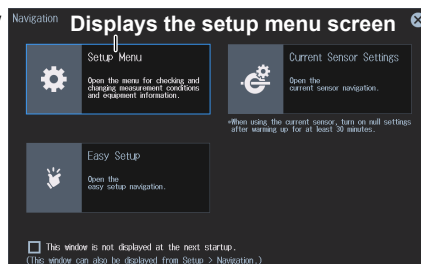 Navigation
Displays the setup menu screen
Setup Menu
Open the menu for checking and
changing measurement conditions
and equipment information.
Current Sensor Settings
Open the
current sensor navigation.
*When using the current sensor, turn on null settings
after warming up for at least 30 minutes.
Easy Setup
Open the
easy setup navigation.
This window is not displayed at the next startup.
(This window can also be displayed from Setup > Navigation.)